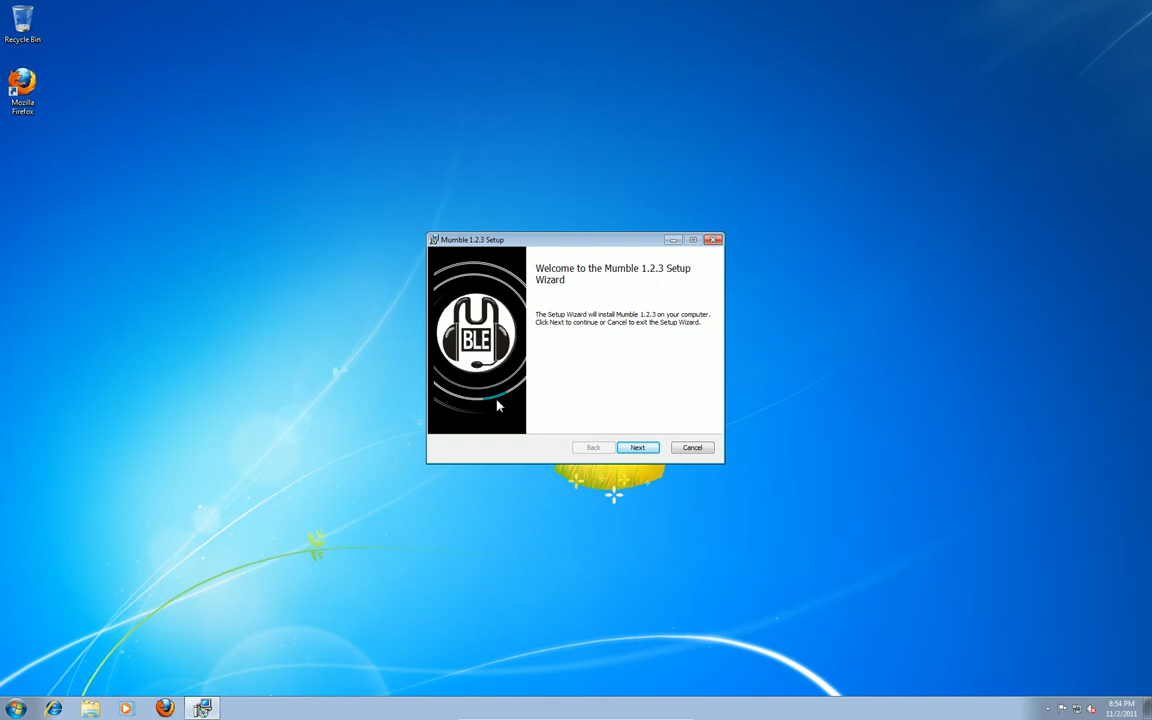 Recycle Bin
Mozilla
Firefox
Mumble 1.2.3 Setup
BLE
Welcome to the Mumble 1.2.3 Setup
Wizard
The Setup Wizard will install Mumble 1.2.3 on your computer.
Click Next to continue or Cancel to exit the Setup Wizard.
Back
Next
Cancel
8:54 PM
11/2/2011